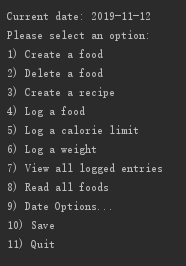 Current date: 2019-11-12
Please select an option:
1) Create a food
2) Delete a food
3) Create a recipe
4) Log a food
5) Log a calorie limit
6) Log a weight
7) View all logged entries
8) Read all foods
9) Date Options...
10) Save
11) Quit